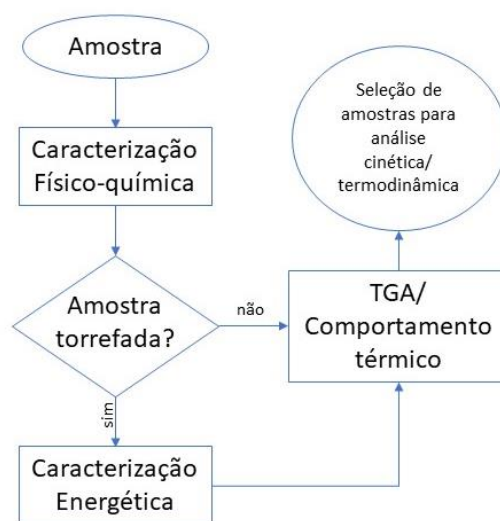 Amostra
Caracterização
Físico-química
Amostra
torrefada?
não
sim
Caracterização
Energética
TGA/
Comportamento
térmico
Seleção de
amostras para
análise
cinética/
termodinâmica